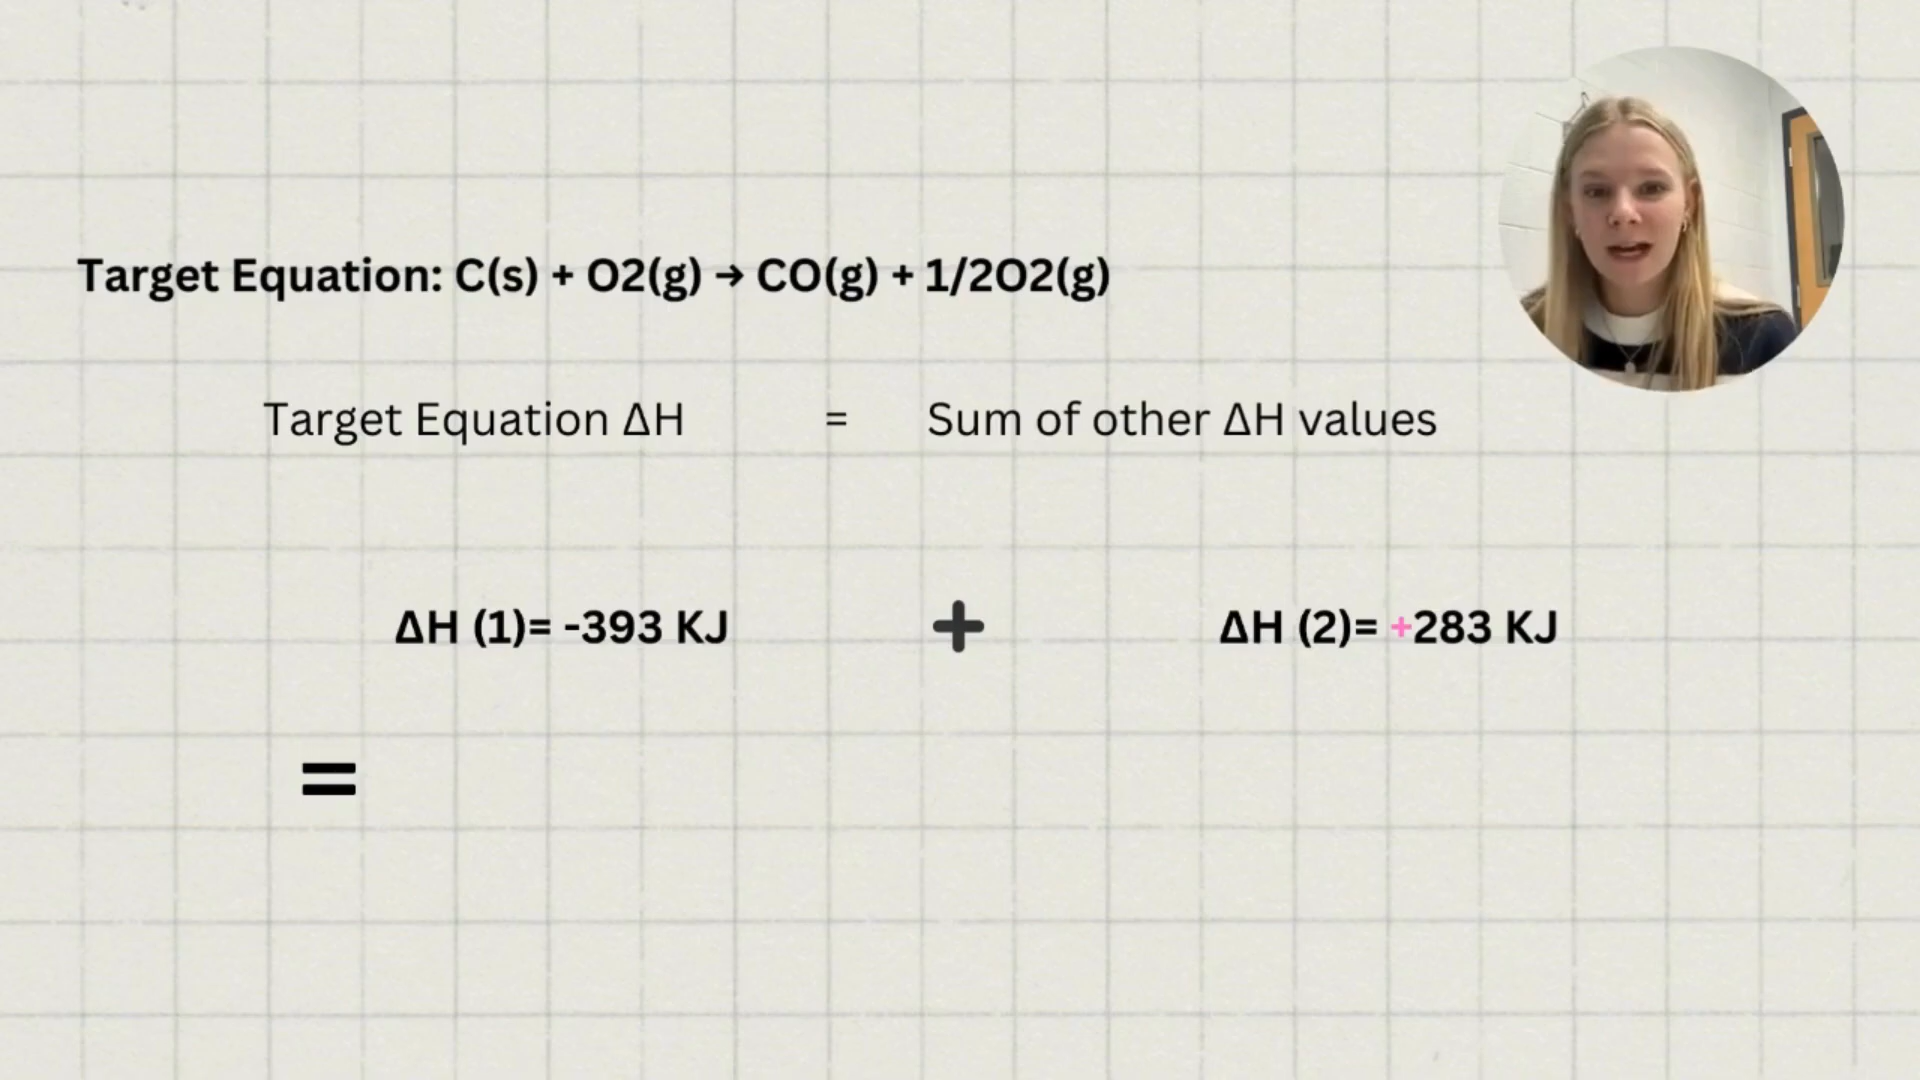 Target Equation: C(s) + O2(g) → CO(g) + 1/2O2(g)
Target Equation ΔH = Sum of other ΔH values
ΔH (1)= -393 KJ + ΔH (2)= +283 KJ
=